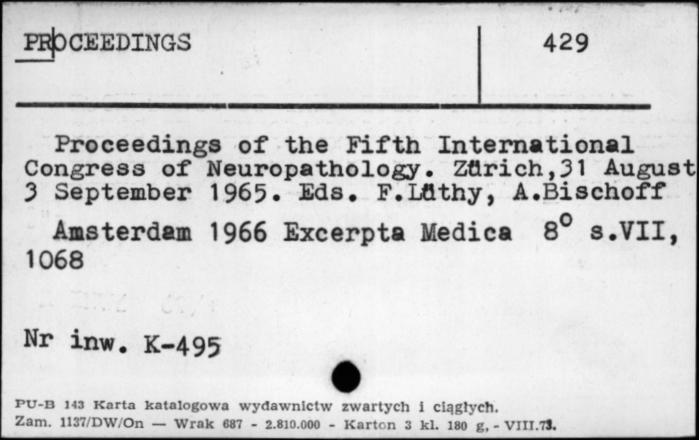 PROCEEDINGS 429
Proceedings of the Fifth International
Congress of Neuropathology. Zürich,31 August
3 September 1965. Eds. F.Lüthy, A.Bischoff
Amsterdam 1966 Excerpta Medica 8° s.VII,
1068
Nr inw. K-495
PU-B 143 Karta katalogowa wydawnictw zwartych i ciągłych.
Zam. 1137/DW/On — Wrak 687 - 2.810.000 - Karton 3 kl. 180 g, - VIII.73.